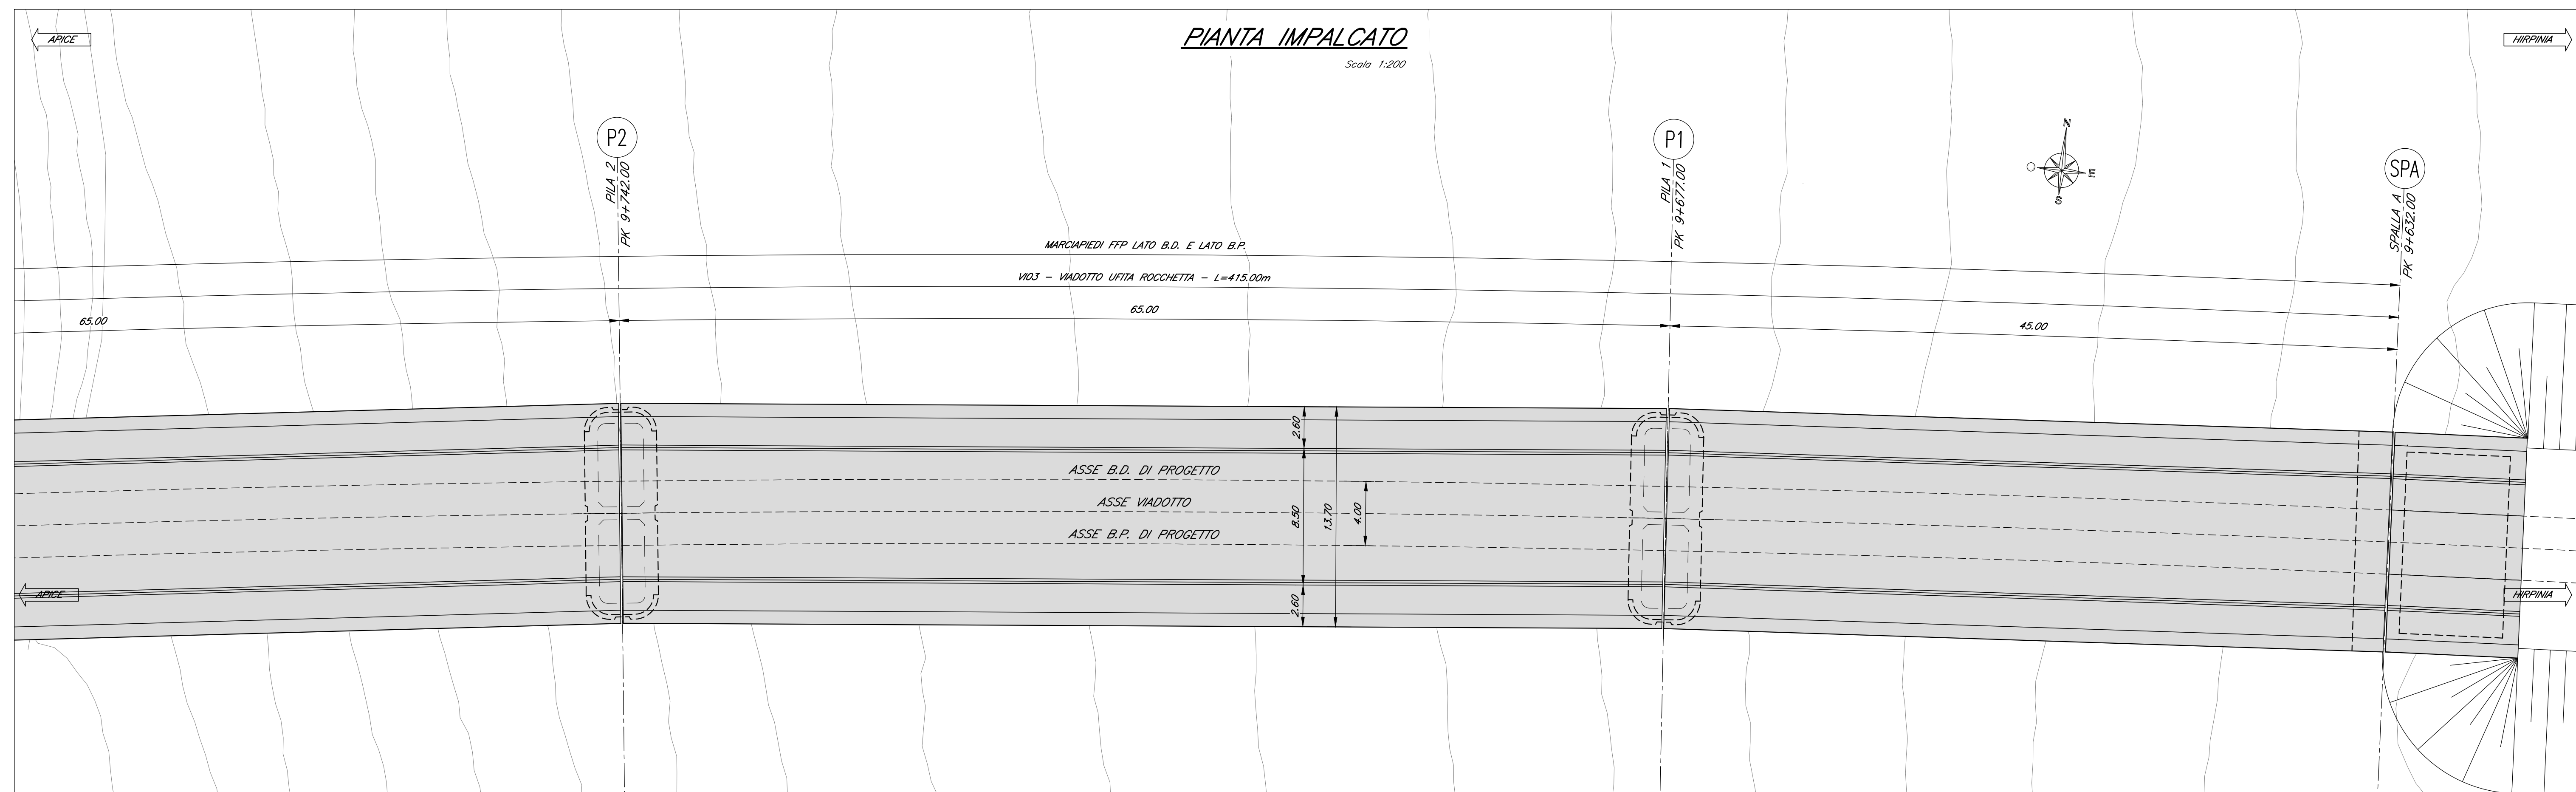 APICE
PIANTA IMPALCATO
HIRPINIA
Scala 1:200
P2
P1
SPA
N
O
E
S
PILA 2
PK 9+742.00
PILA 1
PK 9+677.00
SPALLA A
PK 9+632.00
MARCIAPIEDI FFP LATO B.D. E LATO B.P.
VI03 - VIADOTTO UFITA ROCCHETTA - L=415.00m
65.00
65.00
45.00
2.60
ASSE B.D. DI PROGETTO
ASSE VIADOTTO
8.50
13.70
4.00
ASSE B.P. DI PROGETTO
APICE
2.60
HIRPINIA